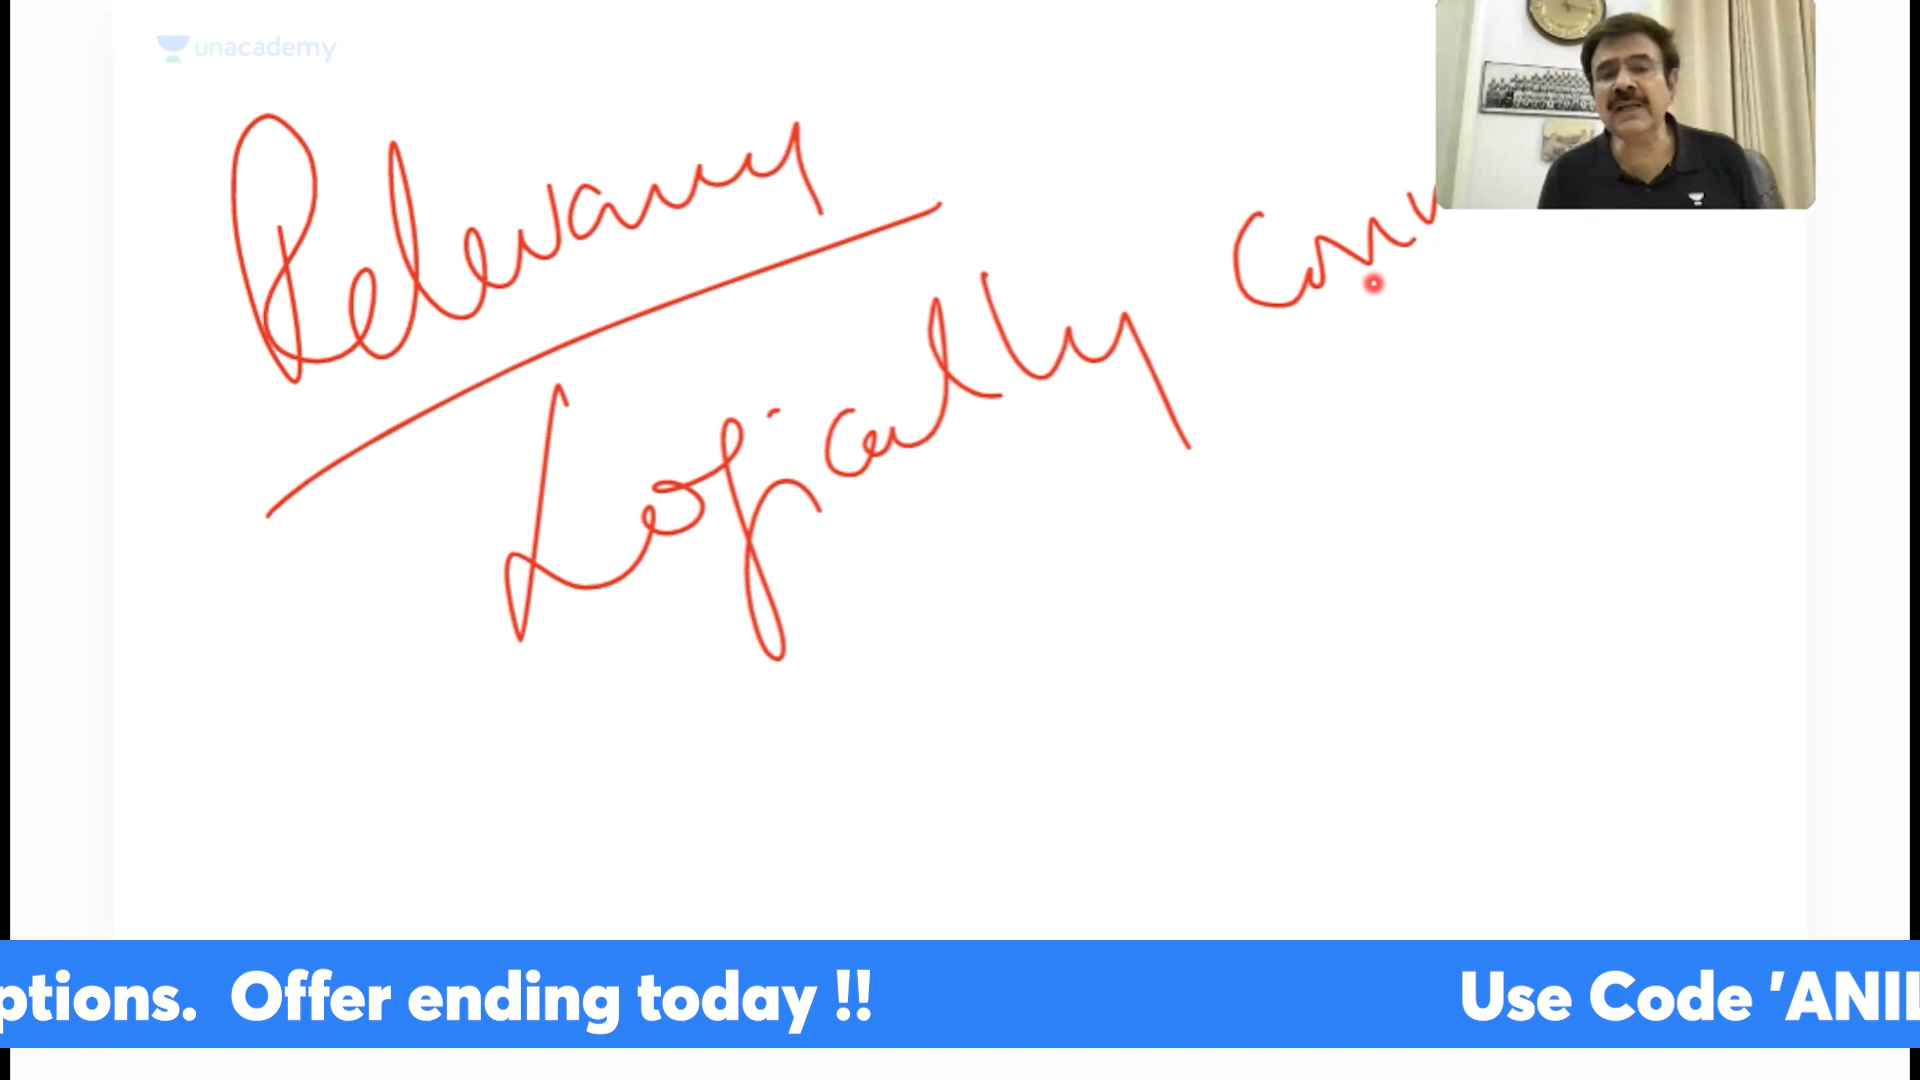 unacademy
Relevancy
Logically
ptions. Offer ending today !! Use Code 'ANI